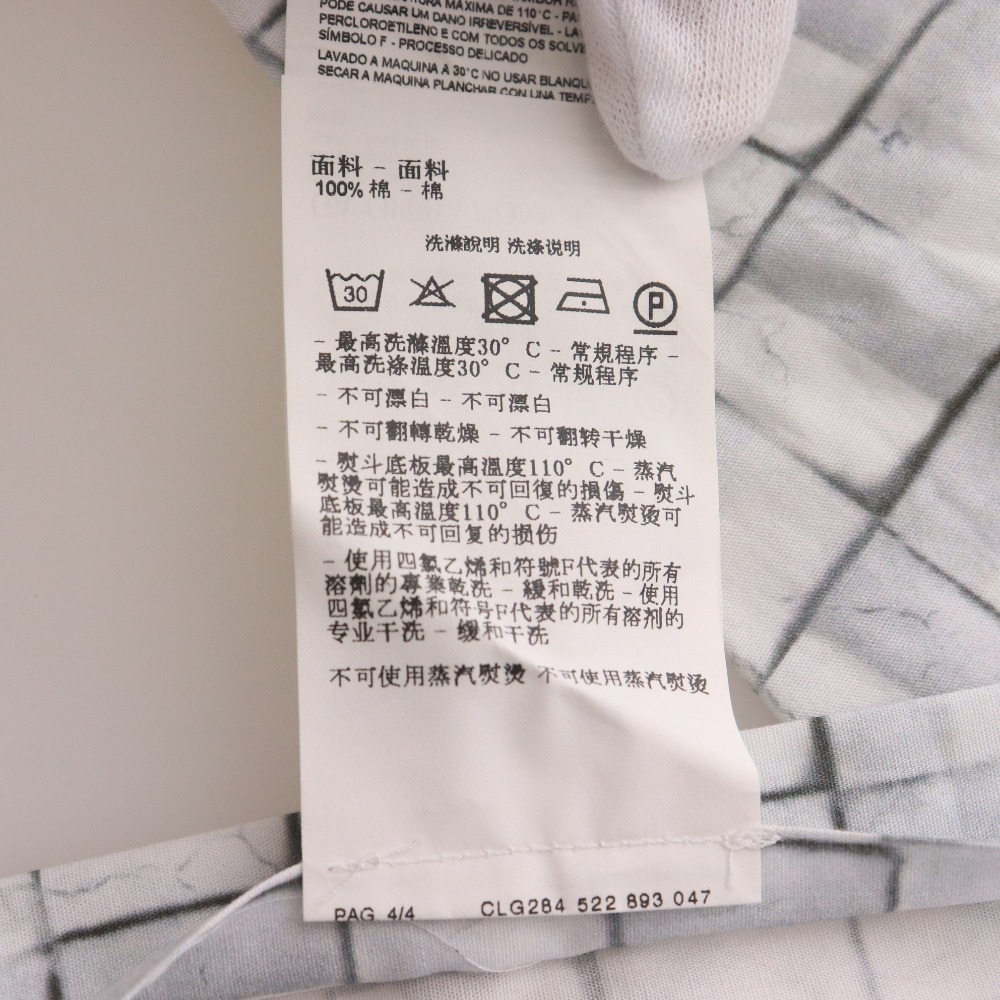 MÁXIMA DE 110°C - PA
PODE CAUSAR UM DANO IRREVERSÍVEL - LA
PERCLOROETILENO E COM TODOS OS SOLVE
SÍMBOLO F - PROCESSO DELICADO
LAVADO A MAQUINA A 30°C NO USAR BLANQU
SECAR A MAQUINA PLANCHAR CON UNA TEMP
面料 - 面料
100% 棉 - 棉
洗滌說明 洗涤说明
30 P
- 最高洗滌溫度30° C - 常規程序 -
最高洗涤温度30° C - 常规程序
- 不可漂白 - 不可漂白
- 不可翻轉乾燥 - 不可翻转干燥
- 熨斗底板最高溫度110° C - 蒸汽
熨燙可能造成不可回復的損傷 - 熨斗
底板最高温度110° C - 蒸汽熨烫可
能造成不可回复的损伤
- 使用四氯乙烯和符號F代表的所有
溶劑的專業乾洗 - 緩和乾洗 - 使用
四氯乙烯和符号F代表的所有溶剂的
专业干洗 - 缓和干洗
不可使用蒸汽熨燙 不可使用蒸汽熨烫
PAG 4/4 CLG284 522 893 047